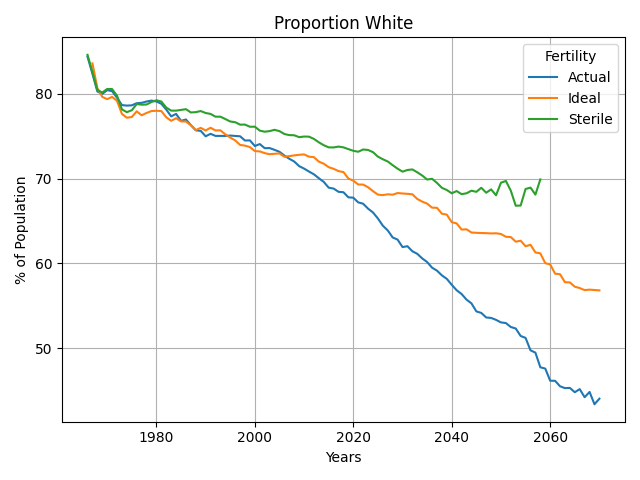 Proportion White
Fertility
Actual
Ideal
Sterile
% of Population
80
70
60
50
1980 2000 2020 2040 2060
Years